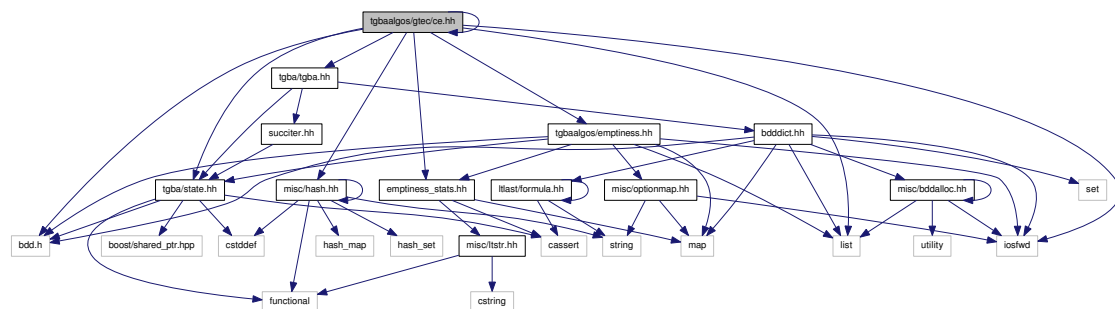 tgbaalgos/gtec/ce.hh
tgba/tgba.hh
succiter.hh
tgbaalgos/emptiness.hh
bdddict.hh
tgba/state.hh
misc/hash.hh
emptiness_stats.hh
ltlast/formula.hh
misc/optionmap.hh
misc/bddalloc.hh
set
bdd.h
boost/shared_ptr.hpp
cstddef
hash_map
hash_set
misc/ltstr.hh
cassert
string
map
list
utility
iosfwd
functional
cstring